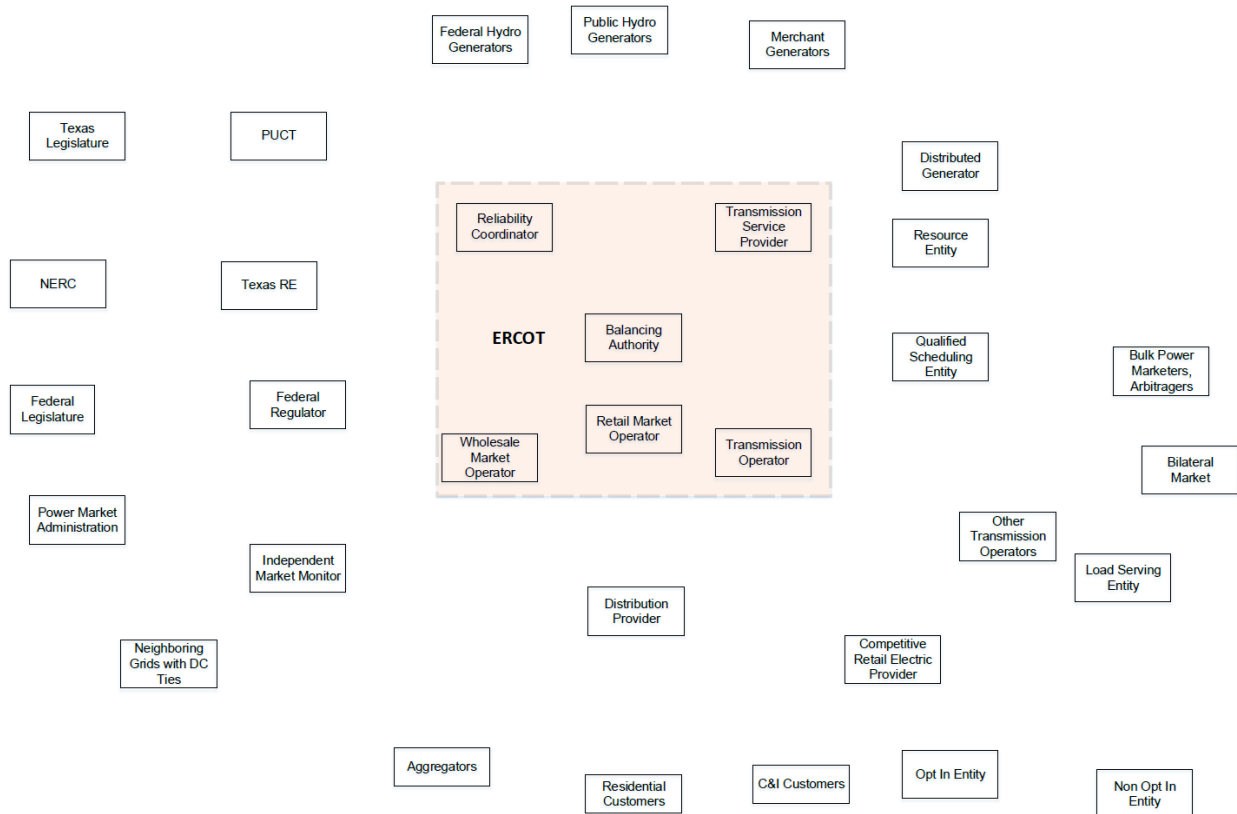 Federal Hydro
Generators
Public Hydro
Generators
Merchant
Generators
Texas
Legislature
PUCT
Distributed
Generator
Reliability
Coordinator
Transmission
Service
Provider
Resource
Entity
NERC
Texas RE
ERCOT
Balancing
Authority
Qualified
Scheduling
Entity
Bulk Power
Marketers,
Arbitragers
Federal
Legislature
Federal
Regulator
Retail Market
Operator
Wholesale
Market
Operator
Transmission
Operator
Bilateral
Market
Power Market
Administration
Independent
Market Monitor
Other
Transmission
Operators
Load Serving
Entity
Distribution
Provider
Neighboring
Grids with DC
Ties
Competitive
Retail Electric
Provider
Aggregators
Residential
Customers
C&I Customers
Opt In Entity
Non Opt In
Entity